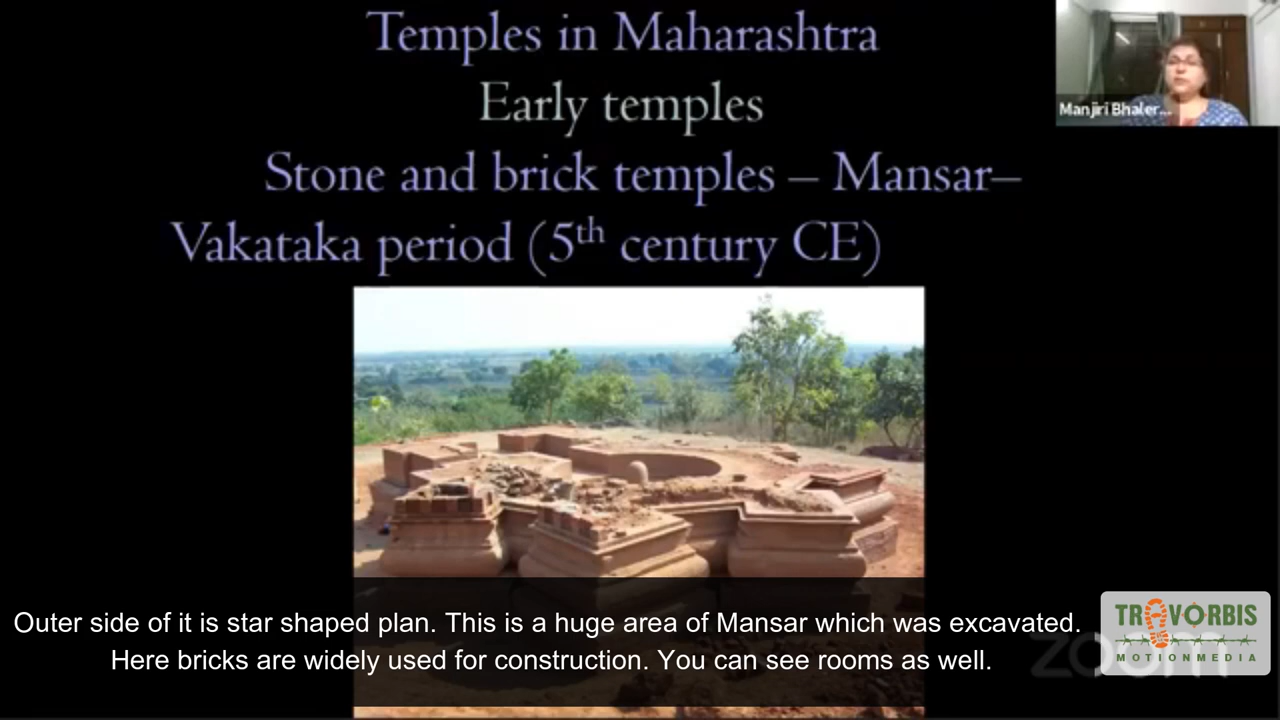 Temples in Maharashtra
Early temples
Stone and brick temples – Mansar–
Vakataka period (5th century CE)
Manjiri Bhaler...
Outer side of it is star shaped plan. This is a huge area of Mansar which was excavated.
Here bricks are widely used for construction. You can see rooms as well.
TRAVORBIS
MOTIONMEDIA
zoom